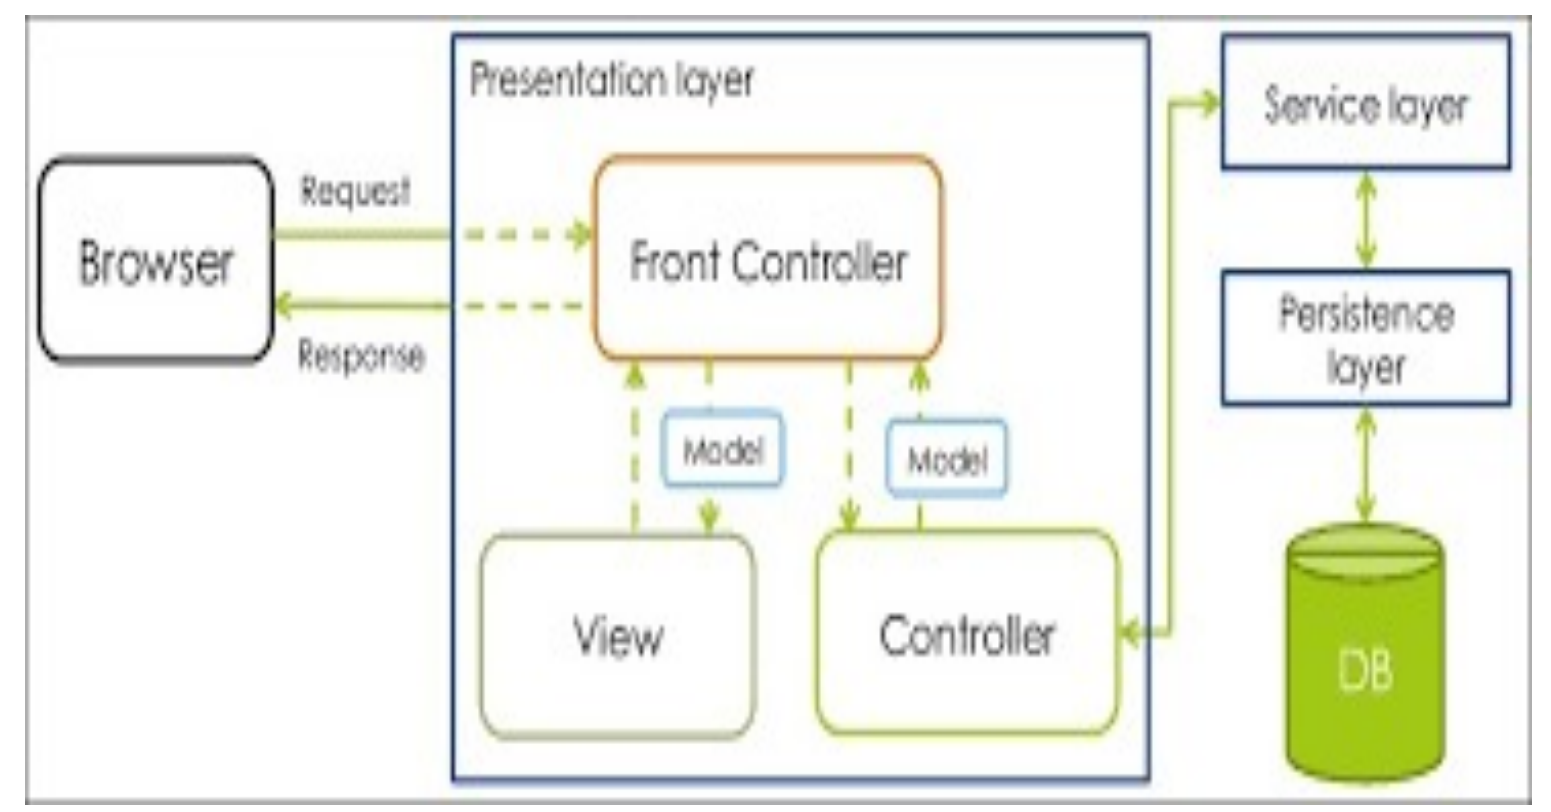 Presentation layer
Service layer
Request
Browser
Front Controller
Response
Persistence
layer
Model
Model
View
Controller
DB